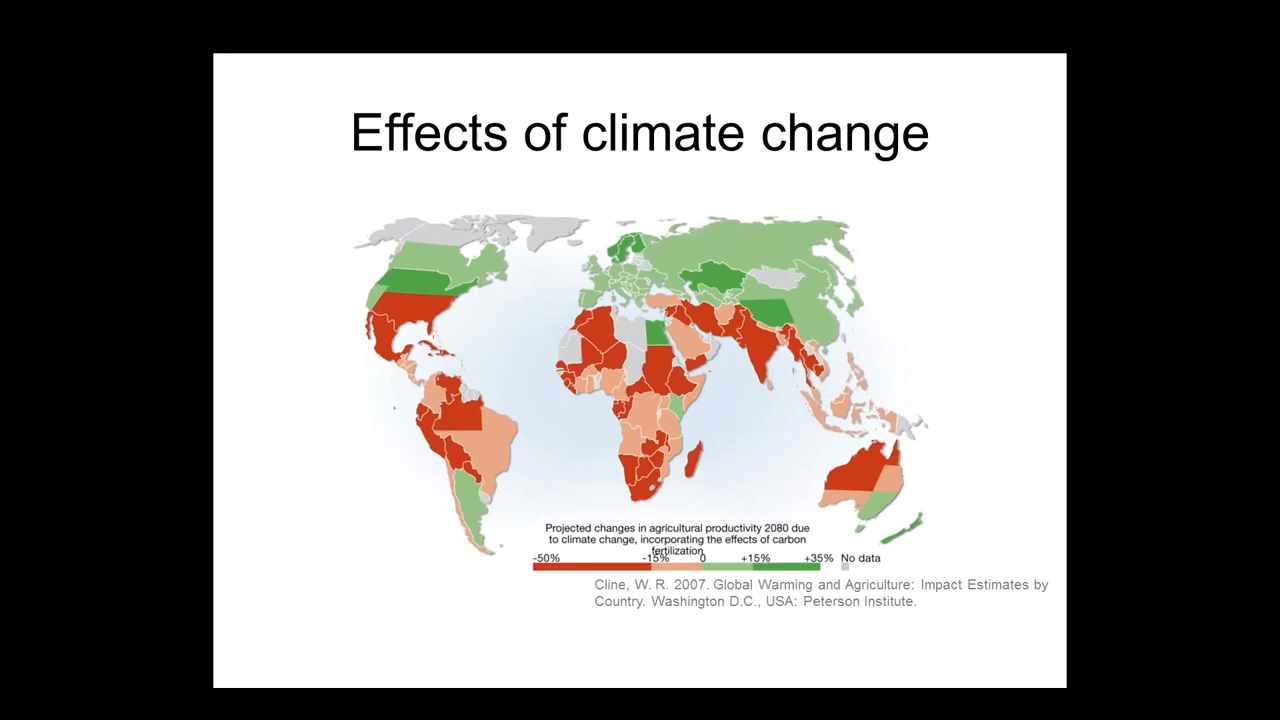 Effects of climate change
Projected changes in agricultural productivity 2080 due
to climate change, incorporating the effects of carbon
fertilization
-50% -15% 0 +15% +35% No data
Cline, W. R. 2007. Global Warming and Agriculture: Impact Estimates by
Country. Washington D.C., USA: Peterson Institute.